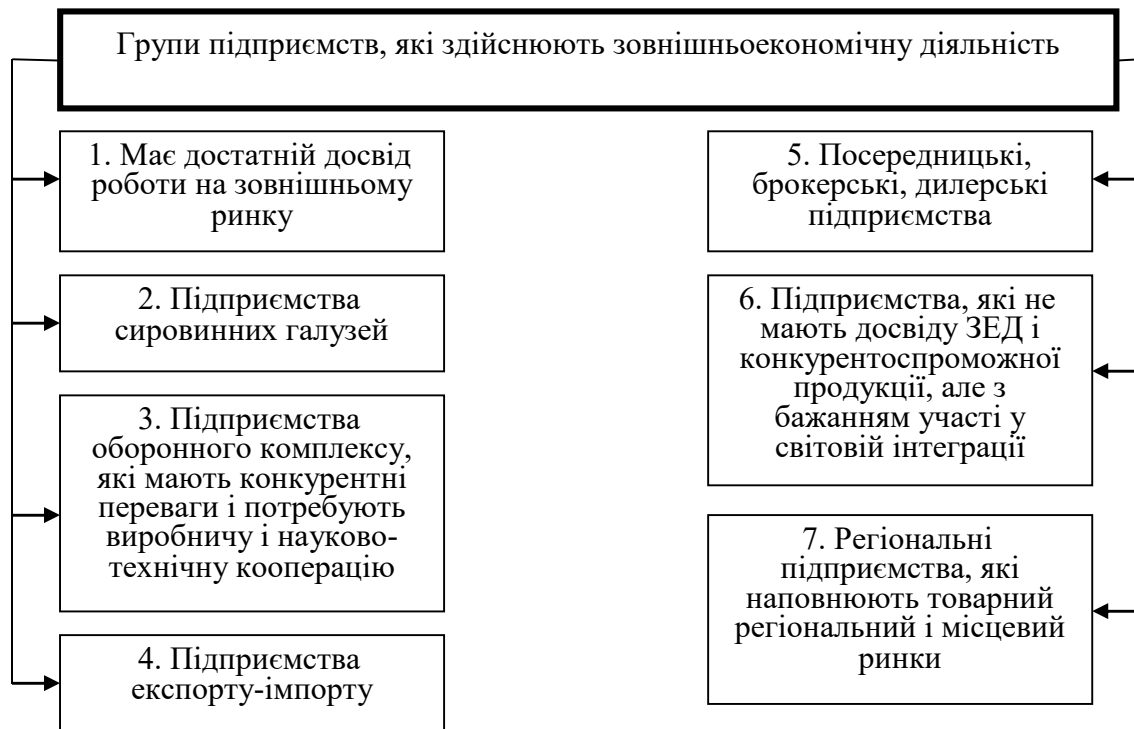 Групи підприємств, які здійснюють зовнішньоекономічну діяльність
1. Має достатній досвід
роботи на зовнішньому
ринку
2. Підприємства
сировинних галузей
3. Підприємства
оборонного комплексу,
які мають конкурентні
переваги і потребують
виробничу і науково-
технічну кооперацію
4. Підприємства
експорту-імпорту
5. Посередницькі,
брокерські, дилерські
підприємства
6. Підприємства, які не
мають досвіду ЗЕД і
конкурентоспроможної
продукції, але з
бажанням участі у
світовій інтеграції
7. Регіональні
підприємства, які
наповнюють товарний
регіональний і місцевий
ринки